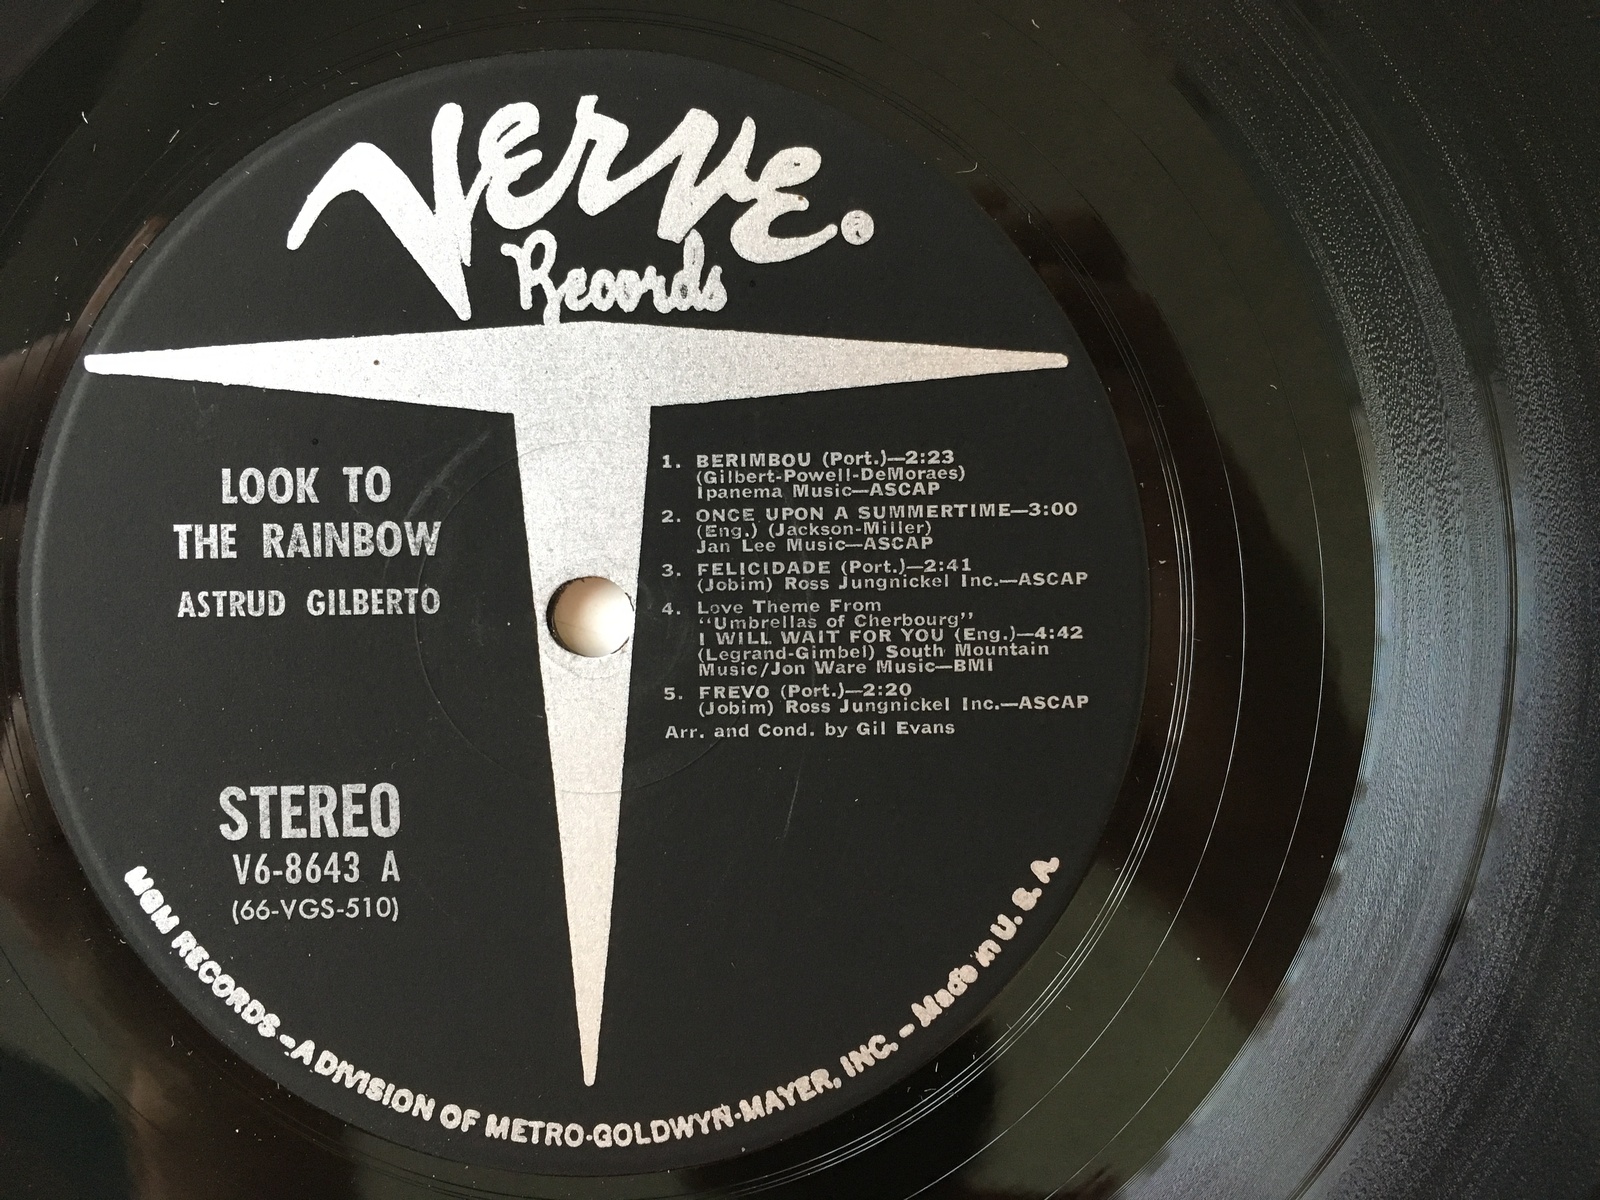 Verve®
Records
LOOK TO
THE RAINBOW
ASTRUD GILBERTO
1. BERIMBOU (Port.)—2:23
(Gilbert-Powell-DeMoraes)
Ipanema Music—ASCAP
2. ONCE UPON A SUMMERTIME—3:00
(Eng.) (Jackson-Miller)
Jan Lee Music—ASCAP
3. FELICIDADE (Port.)—2:41
(Jobim) Ross Jungnickel Inc.—ASCAP
4. Love Theme From
"Umbrellas of Cherbourg"
I WILL WAIT FOR YOU (Eng.)—4:42
(Legrand-Gimbel) South Mountain
Music/Jon Ware Music—BMI
5. FREVO (Port.)—2:20
(Jobim) Ross Jungnickel Inc.—ASCAP
Arr. and Cond. by Gil Evans
STEREO
V6-8643 A
(66-VGS-510)
MGM RECORDS - A DIVISION OF METRO-GOLDWYN-MAYER, INC. - Made in U. S. A